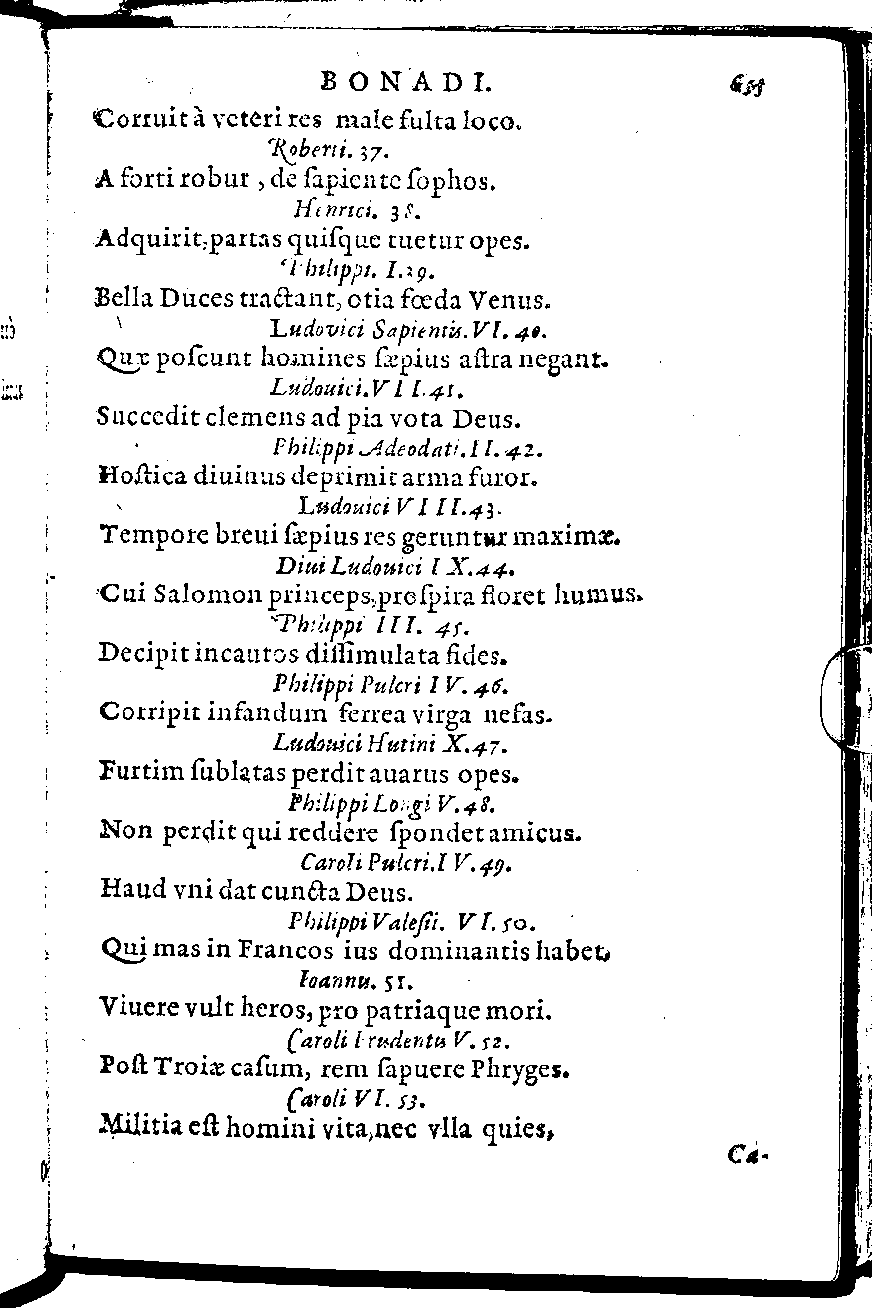 BONADI. 655
Corruit à veteri res male ſulta loco.
Roberti. 37.
A forti robur, de ſapiente ſophos.
Henrici. 38.
Adquirit, partas quiſque tuetur opes.
Philippi. I. 39.
Bella Duces tractant, otia fœda Venus.
Ludovici Sapientis. VI. 40.
Quæ poſcunt homines ſæpius aſtra negant.
Ludouici. VII. 41.
Succedit clemens ad pia vota Deus.
Philippi Adeodati. II. 42.
Hoſtica diuinus deprimit arma furor.
Ludouici VIII. 43.
Tempore breui ſæpius res geruntur maximæ.
Diui Ludouici IX. 44.
Cui Salomon princeps, proſpira floret humus.
Philippi III. 45.
Decipit incautos diſſimulata fides.
Philippi Pulcri IV. 46.
Corripit infandum ferrea virga nefas.
Ludouici Hutini X. 47.
Furtim ſublatas perdit auarus opes.
Philippi Longi V. 48.
Non perdit qui reddere ſpondet amicus.
Caroli Pulcri. IV. 49.
Haud vni dat cuncta Deus.
Philippi Valeſii. VI. 50.
Qui mas in Francos ius dominantis habet,
Ioannis. 51.
Viuere vult heros, pro patriaque mori.
Caroli Prudentis V. 52.
Poſt Troiæ caſum, rem ſapuere Phryges.
Caroli VI. 53.
Militia eſt homini vita, nec vlla quies,
Ca-